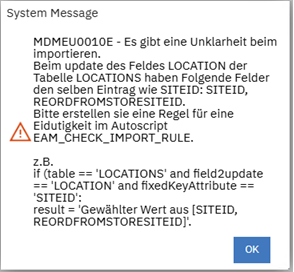 System Message
MDMEU0010E - Es gibt eine Unklarheit beim
importieren.
Beim update des Feldes LOCATION der
Tabelle LOCATIONS haben Folgende Felder
den selben Eintrag wie SITEID: SITEID,
REORDFROMSTORESITEID.
Bitte erstellen sie eine Regel für eine
Eidutigkeit im Autoscript
EAM_CHECK_IMPORT_RULE.
z.B.
if (table == 'LOCATIONS' and field2update
== 'LOCATION' and fixedKeyAttribute ==
'SITEID':
result = 'Gewählter Wert aus [SITEID,
REORDFROMSTORESITEID]'.
OK